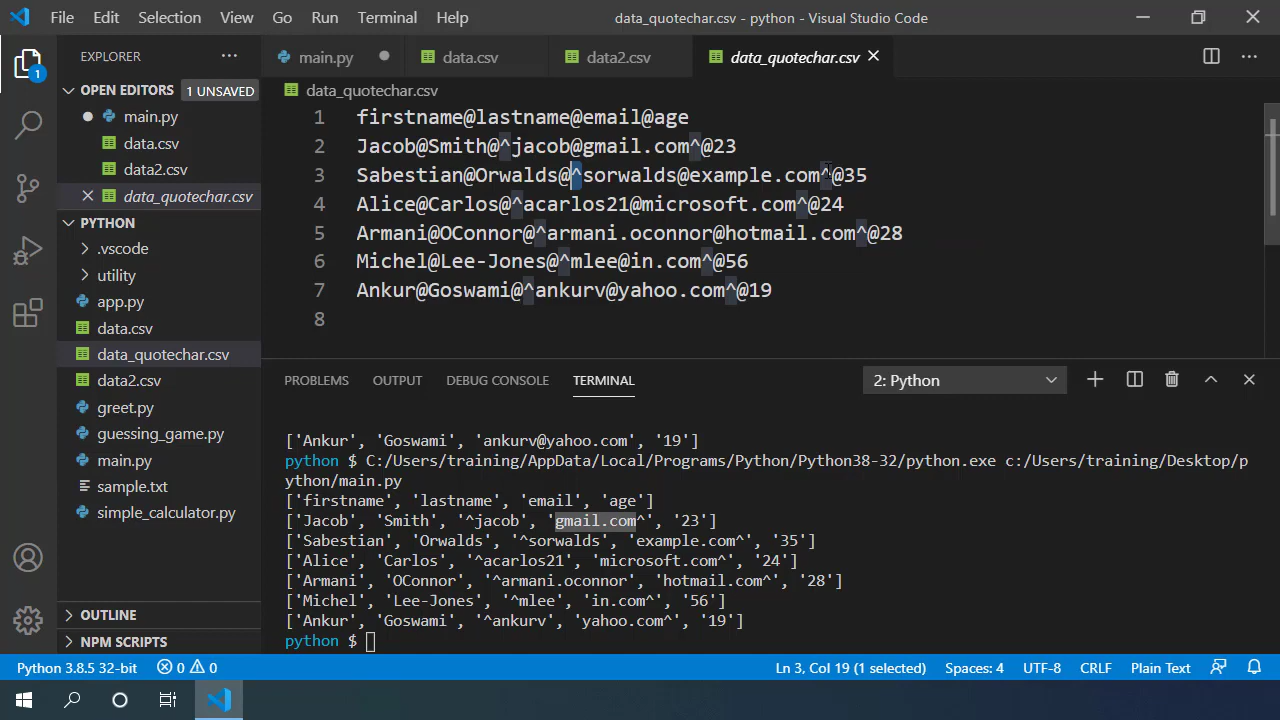 File Edit Selection View Go Run Terminal Help data_quotechar.csv - python - Visual Studio Code
EXPLORER
main.py
data.csv
data2.csv
data_quotechar.csv
OPEN EDITORS 1 UNSAVED
main.py
data.csv
data2.csv
data_quotechar.csv
PYTHON
.vscode
utility
app.py
data.csv
data_quotechar.csv
data2.csv
greet.py
guessing_game.py
main.py
sample.txt
simple_calculator.py
OUTLINE
NPM SCRIPTS
1
data_quotechar.csv
1 firstname@lastname@email@age
2 Jacob@Smith@^jacob@gmail.com^@23
3 Sabestian@Orwalds@^sorwalds@example.com^@35
4 Alice@Carlos@^acarlos21@microsoft.com^@24
5 Armani@OConnor@^armani.oconnor@hotmail.com^@28
6 Michel@Lee-Jones@^mlee@in.com^@56
7 Ankur@Goswami@^ankurv@yahoo.com^@19
8
PROBLEMS OUTPUT DEBUG CONSOLE TERMINAL 2: Python
['Ankur', 'Goswami', 'ankurv@yahoo.com', '19']
python $ C:/Users/training/AppData/Local/Programs/Python/Python38-32/python.exe c:/Users/training/Desktop/p
ython/main.py
['firstname', 'lastname', 'email', 'age']
['Jacob', 'Smith', '^jacob', 'gmail.com^', '23']
['Sabestian', 'Orwalds', '^sorwalds', 'example.com^', '35']
['Alice', 'Carlos', '^acarlos21', 'microsoft.com^', '24']
['Armani', 'OConnor', '^armani.oconnor', 'hotmail.com^', '28']
['Michel', 'Lee-Jones', '^mlee', 'in.com^', '56']
['Ankur', 'Goswami', '^ankurv', 'yahoo.com^', '19']
python $
Python 3.8.5 32-bit 0 0 Ln 3, Col 19 (1 selected) Spaces: 4 UTF-8 CRLF Plain Text